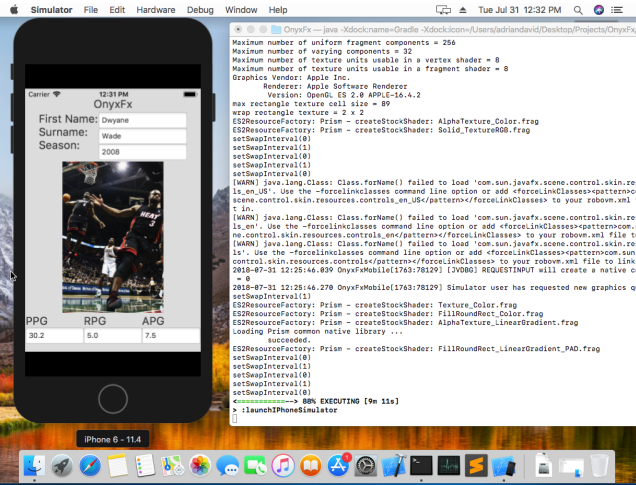 Simulator File Edit Hardware Debug Window Help Tue Jul 31 12:32 PM
OnyxFx — java -Xdock:name=Gradle -Xdock:icon=/Users/adriandavid/Desktop/Projects/OnyxFx
Carrier 12:31 PM
OnyxFx
First Name: Dwyane
Surname: Wade
Season: 2008
HEAT
3
PPG RPG APG
30.2 5.0 7.5
iPhone 6 - 11.4
Maximum number of uniform fragment components = 256
Maximum number of varying components = 32
Maximum number of texture units usable in a vertex shader = 8
Maximum number of texture units usable in a fragment shader = 8
Graphics Vendor: Apple Inc.
Renderer: Apple Software Renderer
Version: OpenGL ES 2.0 APPLE-16.4.2
max rectangle texture cell size = 89
wrap rectangle texture = 2 x 2
ES2ResourceFactory: Prism - createStockShader: AlphaTexture_Color.frag
ES2ResourceFactory: Prism - createStockShader: Solid_TextureRGB.frag
setSwapInterval(0)
setSwapInterval(1)
setSwapInterval(0)
setSwapInterval(1)
setSwapInterval(0)
[WARN] java.lang.Class: Class.forName() failed to load 'com.sun.javafx.scene.control.skin.res
ls_en_US'. Use the -forcelinkclasses command line option or add <forceLinkClasses><pattern>co
scene.control.skin.resources.controls_en_US</pattern></forceLinkClasses> to your robovm.xml
t in.
[WARN] java.lang.Class: Class.forName() failed to load 'com.sun.javafx.scene.control.skin.res
ls_en'. Use the -forcelinkclasses command line option or add <forceLinkClasses><pattern>com.s
ne.control.skin.resources.controls_en</pattern></forceLinkClasses> to your robovm.xml file to
[WARN] java.lang.Class: Class.forName() failed to load 'com.sun.javafx.scene.control.skin.res
ls'. Use the -forcelinkclasses command line option or add <forceLinkClasses><pattern>com.sun.
control.skin.resources.controls</pattern></forceLinkClasses> to your robovm.xml file to link
2018-07-31 12:25:46.039 OnyxFxMobile[1763:78129] [JVDBG] REQUESTINPUT will create a native co
= 0
2018-07-31 12:25:46.270 OnyxFxMobile[1763:78129] Simulator user has requested new graphics qu
setSwapInterval(1)
ES2ResourceFactory: Prism - createStockShader: Texture_Color.frag
ES2ResourceFactory: Prism - createStockShader: FillRoundRect_Color.frag
ES2ResourceFactory: Prism - createStockShader: AlphaTexture_LinearGradient.frag
Loading Prism common native library ...
succeeded.
ES2ResourceFactory: Prism - createStockShader: FillRoundRect_LinearGradient_PAD.frag
setSwapInterval(0)
setSwapInterval(1)
setSwapInterval(0)
setSwapInterval(1)
setSwapInterval(0)
<===========--> 88% EXECUTING [9m 11s]
> :launchIPhoneSimulator